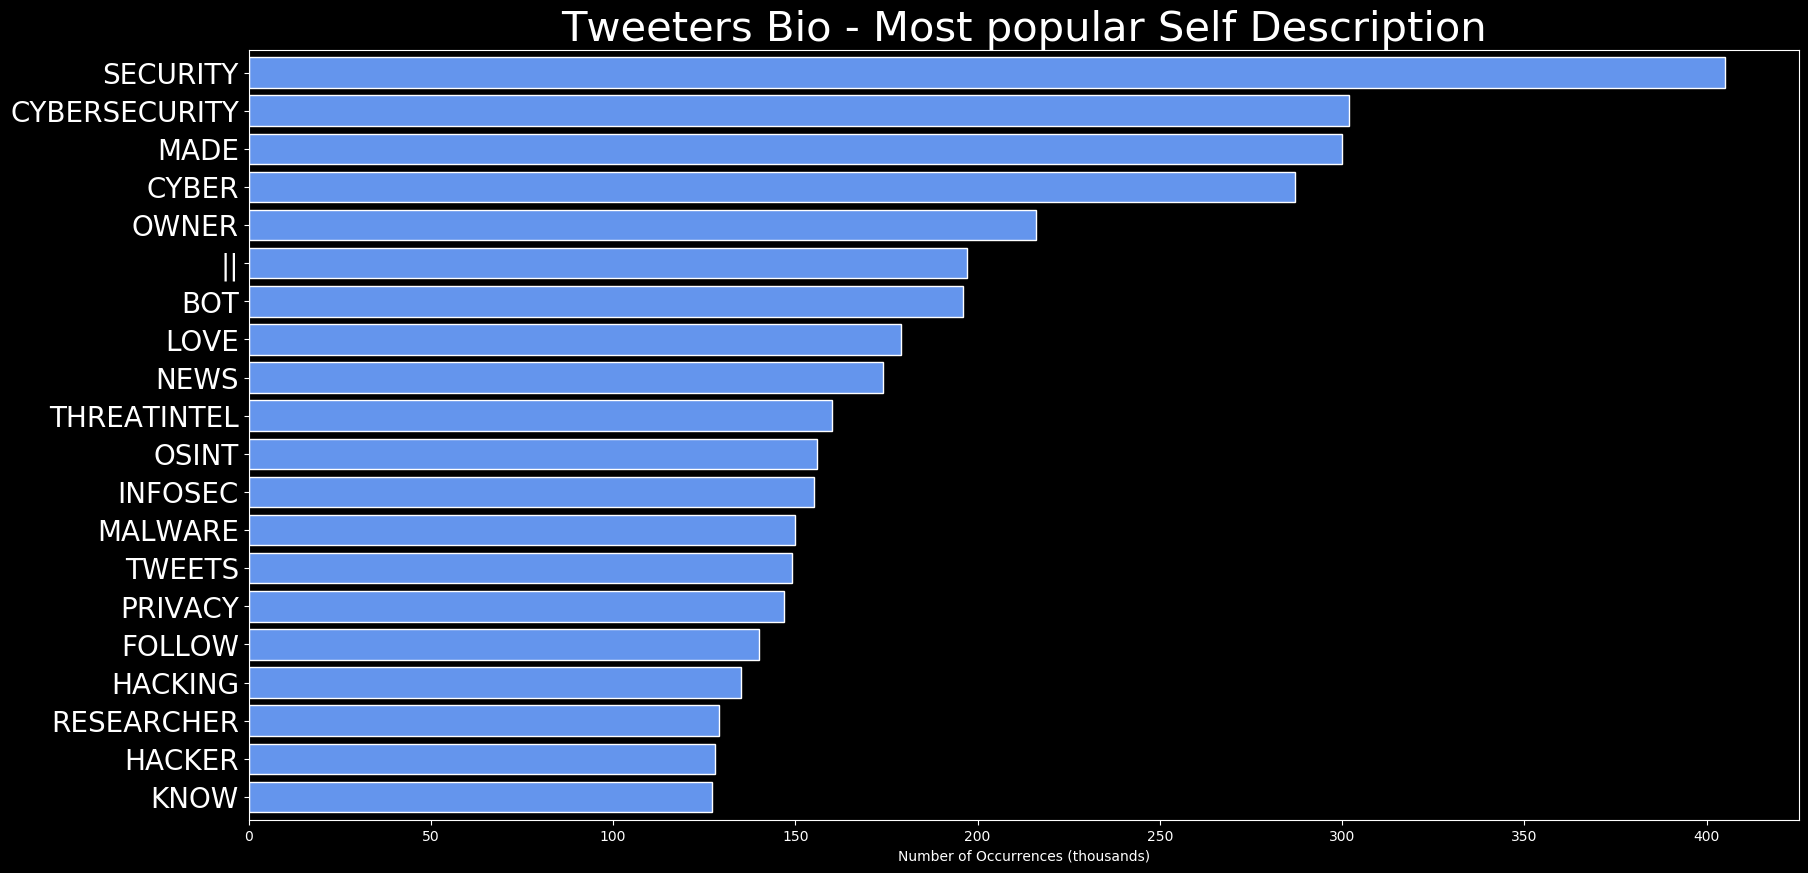 Tweeters Bio - Most popular Self Description
SECURITY
CYBERSECURITY
MADE
CYBER
OWNER
||
BOT
LOVE
NEWS
THREATINTEL
OSINT
INFOSEC
MALWARE
TWEETS
PRIVACY
FOLLOW
HACKING
RESEARCHER
HACKER
KNOW
0 50 100 150 200 250 300 350 400
Number of Occurrences (thousands)